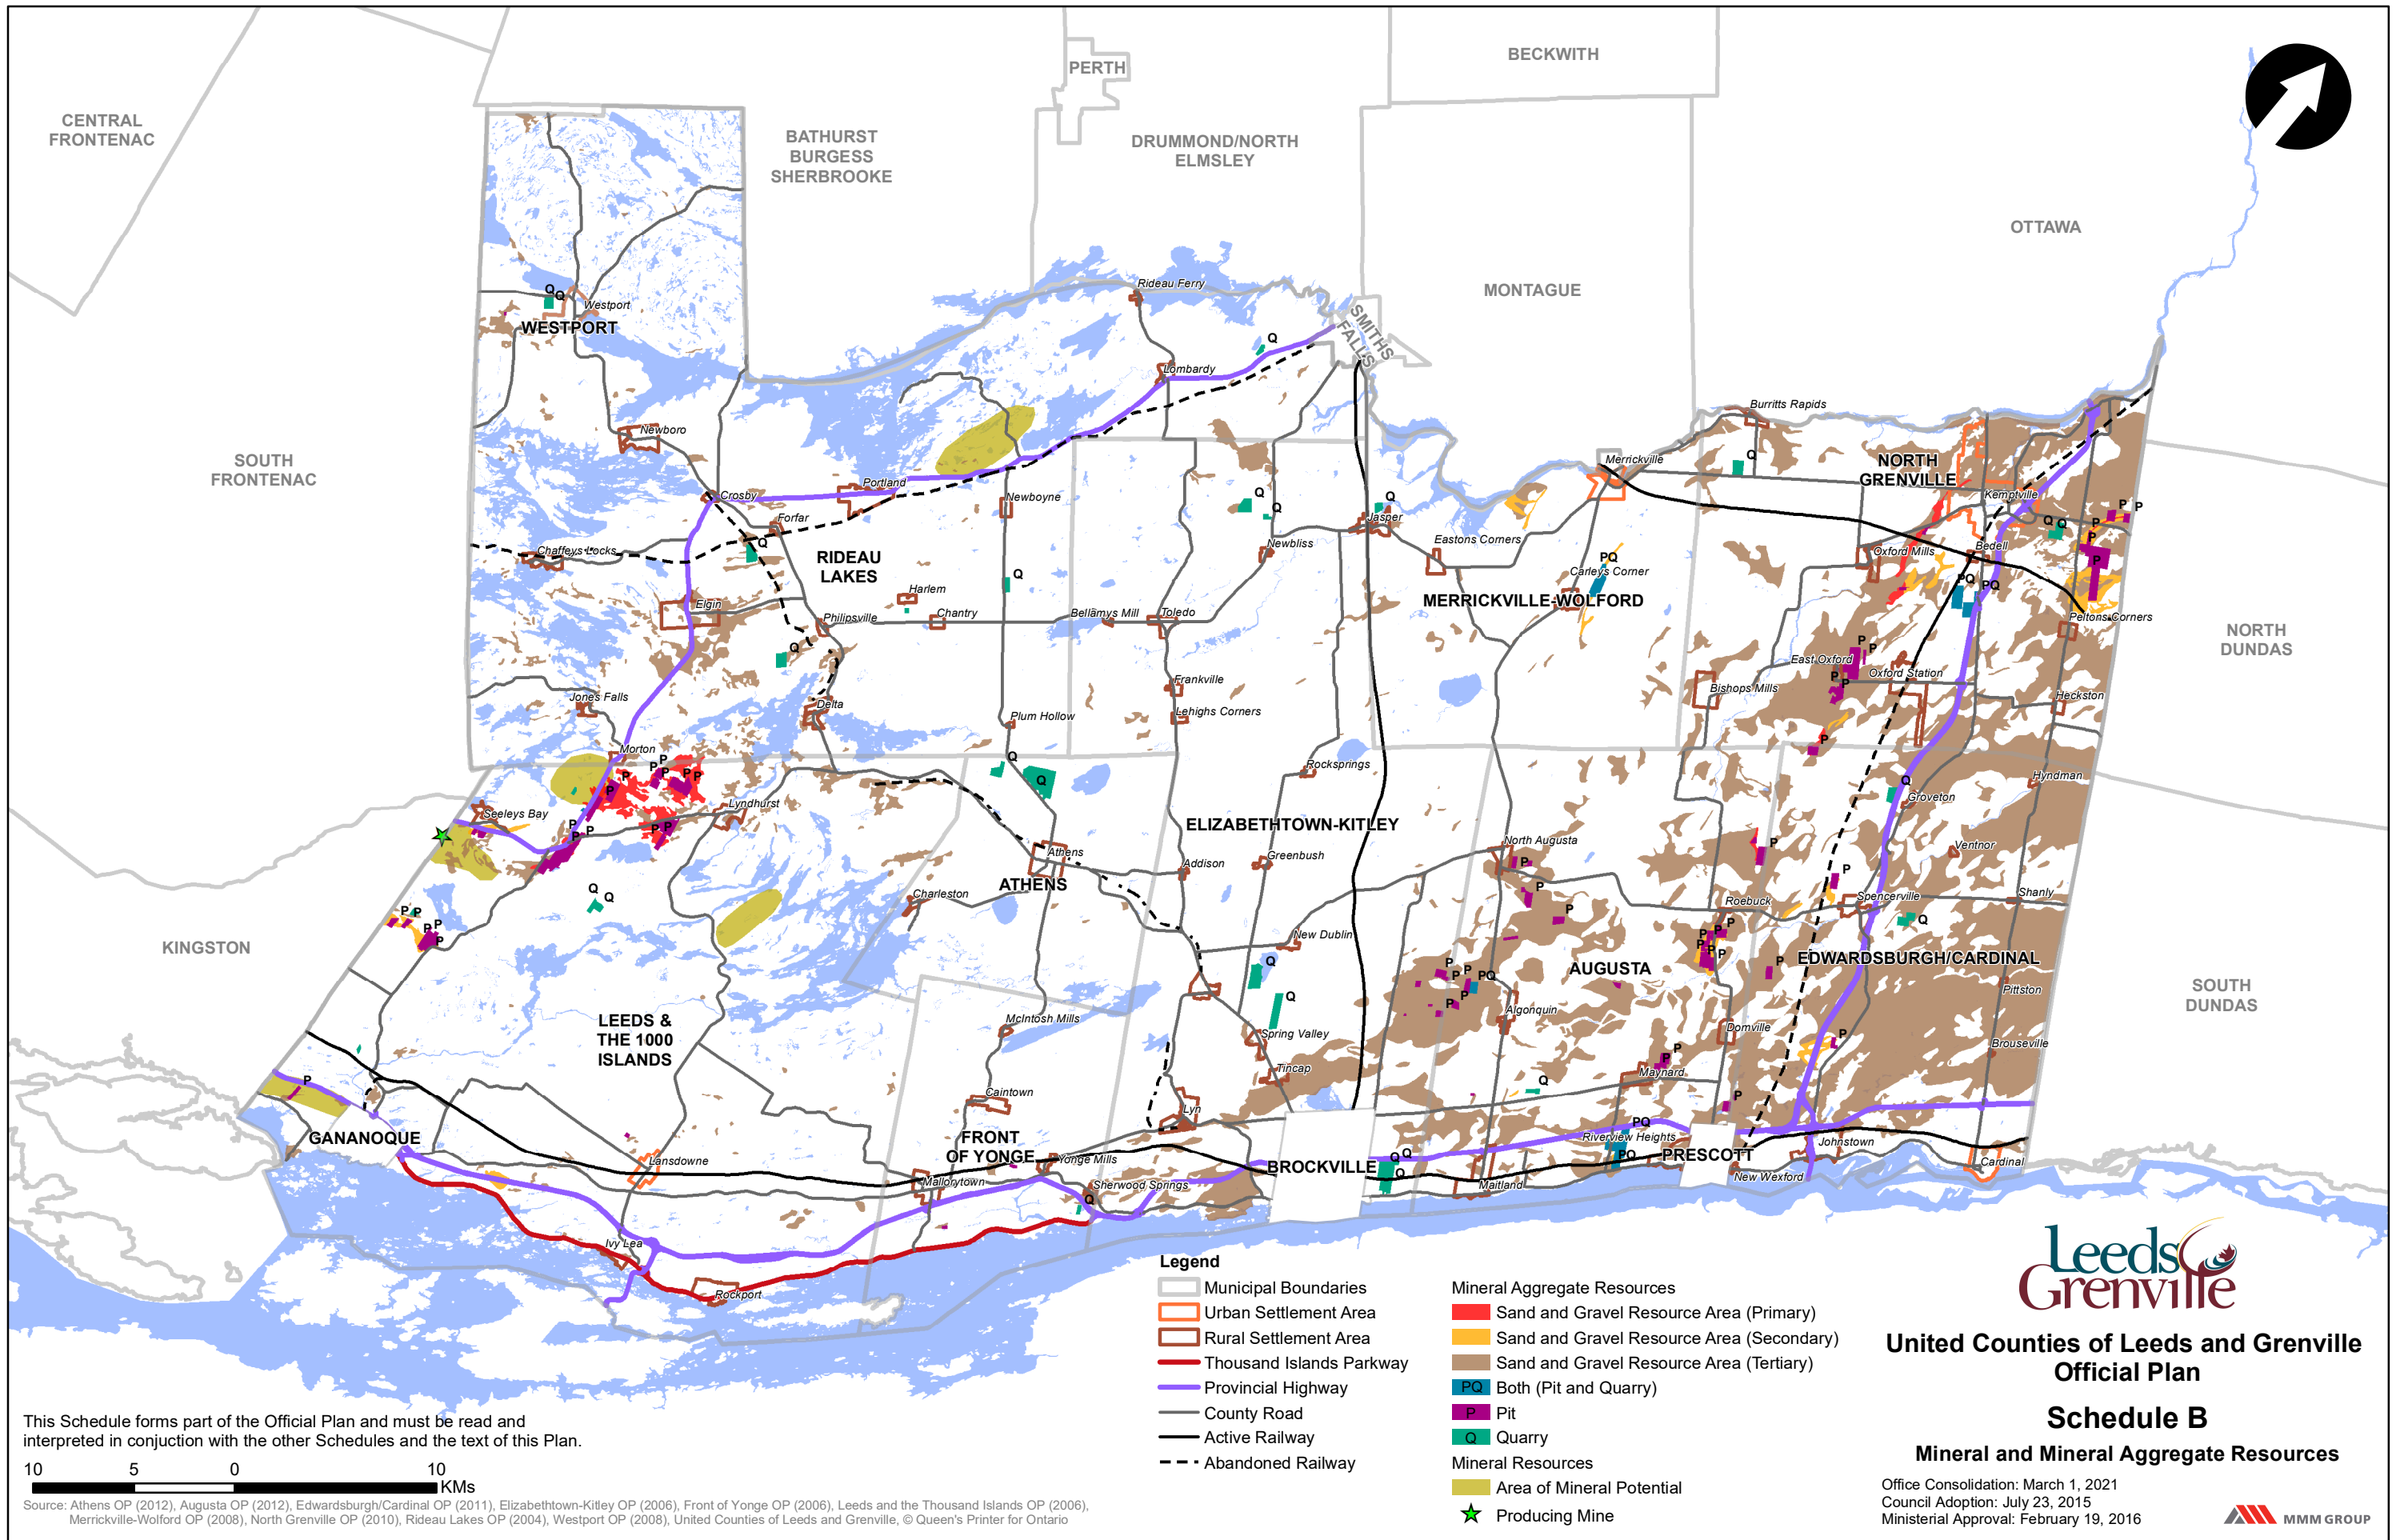 PERTH
BECKWITH
CENTRAL
FRONTENAC
BATHURST
BURGESS
SHERBROOKE
DRUMMOND/NORTH
ELMSLEY
OTTAWA
MONTAGUE
SMITHS
FALLS
SOUTH
FRONTENAC
NORTH
DUNDAS
KINGSTON
SOUTH
DUNDAS
Rideau Ferry
Q
Q
Westport
WESTPORT
Q
Lombardy
Burritts Rapids
Newboro
Merrickville
Q
NORTH
GRENVILLE
Crosby
Portland
Newboyne
Q
Q
Q
Kemptville
P
P
Forfar
Jasper
Q
Q
P
Q
Chaffeys Locks
RIDEAU
LAKES
Newbliss
Eastons Corners
P
Oxford Mills
Bedell
P
PQ
Carleys Corner
Q
Harlem
PQ
PQ
Elgin
Philipsville
Chantry
Bellamys Mill
Toledo
MERRICKVILLE-WOLFORD
Peltons Corners
Q
P
P
East Oxford
Oxford Station
P
P
Frankville
Bishops Mills
Heckston
Jones Falls
Delta
Plum Hollow
Lehighs Corners
Morton
P
P
P
P
P
P
P
Q
Q
Rocksprings
P
Q
Hyndman
Groveton
Seeleys Bay
Lyndhurst
P
P
P
P
P
ELIZABETHTOWN-KITLEY
North Augusta
P
P
Ventnor
Athens
Addison
Greenbush
ATHENS
P
P
Q
Q
Charleston
P
Roebuck
Spencerville
Shanly
P
P
P
P
P
P
Q
New Dublin
P
P
P
P
P
P
Q
P
P
P
PQ
AUGUSTA
P
EDWARDSBURGH/CARDINAL
Q
P
P
Algonquin
Pittston
LEEDS &
THE 1000
ISLANDS
McIntosh Mills
Spring Valley
Domville
P
Brouseville
Tincap
P
P
Maynard
P
Q
Caintown
Lyn
P
GANANOQUE
FRONT
OF YONGE
PQ
Riverview Heights
PQ
PRESCOTT
Johnstown
Lansdowne
Yonge Mills
BROCKVILLE
Q
Q
Q
Cardinal
Mallorytown
Sherwood Springs
Q
Maitland
New Wexford
Ivy Lea
Rockport
Legend
Municipal Boundaries
Urban Settlement Area
Rural Settlement Area
Thousand Islands Parkway
Provincial Highway
County Road
Active Railway
Abandoned Railway
Mineral Aggregate Resources
Sand and Gravel Resource Area (Primary)
Sand and Gravel Resource Area (Secondary)
Sand and Gravel Resource Area (Tertiary)
PQ Both (Pit and Quarry)
P Pit
Q Quarry
Mineral Resources
Area of Mineral Potential
Producing Mine
Leeds
Grenville
United Counties of Leeds and Grenville
Official Plan
Schedule B
Mineral and Mineral Aggregate Resources
Office Consolidation: March 1, 2021
Council Adoption: July 23, 2015
Ministerial Approval: February 19, 2016
MMM GROUP
This Schedule forms part of the Official Plan and must be read and
interpreted in conjuction with the other Schedules and the text of this Plan.
10 5 0 10
KMs
Source: Athens OP (2012), Augusta OP (2012), Edwardsburgh/Cardinal OP (2011), Elizabethtown-Kitley OP (2006), Front of Yonge OP (2006), Leeds and the Thousand Islands OP (2006),
Merrickville-Wolford OP (2008), North Grenville OP (2010), Rideau Lakes OP (2004), Westport OP (2008), United Counties of Leeds and Grenville, © Queen's Printer for Ontario